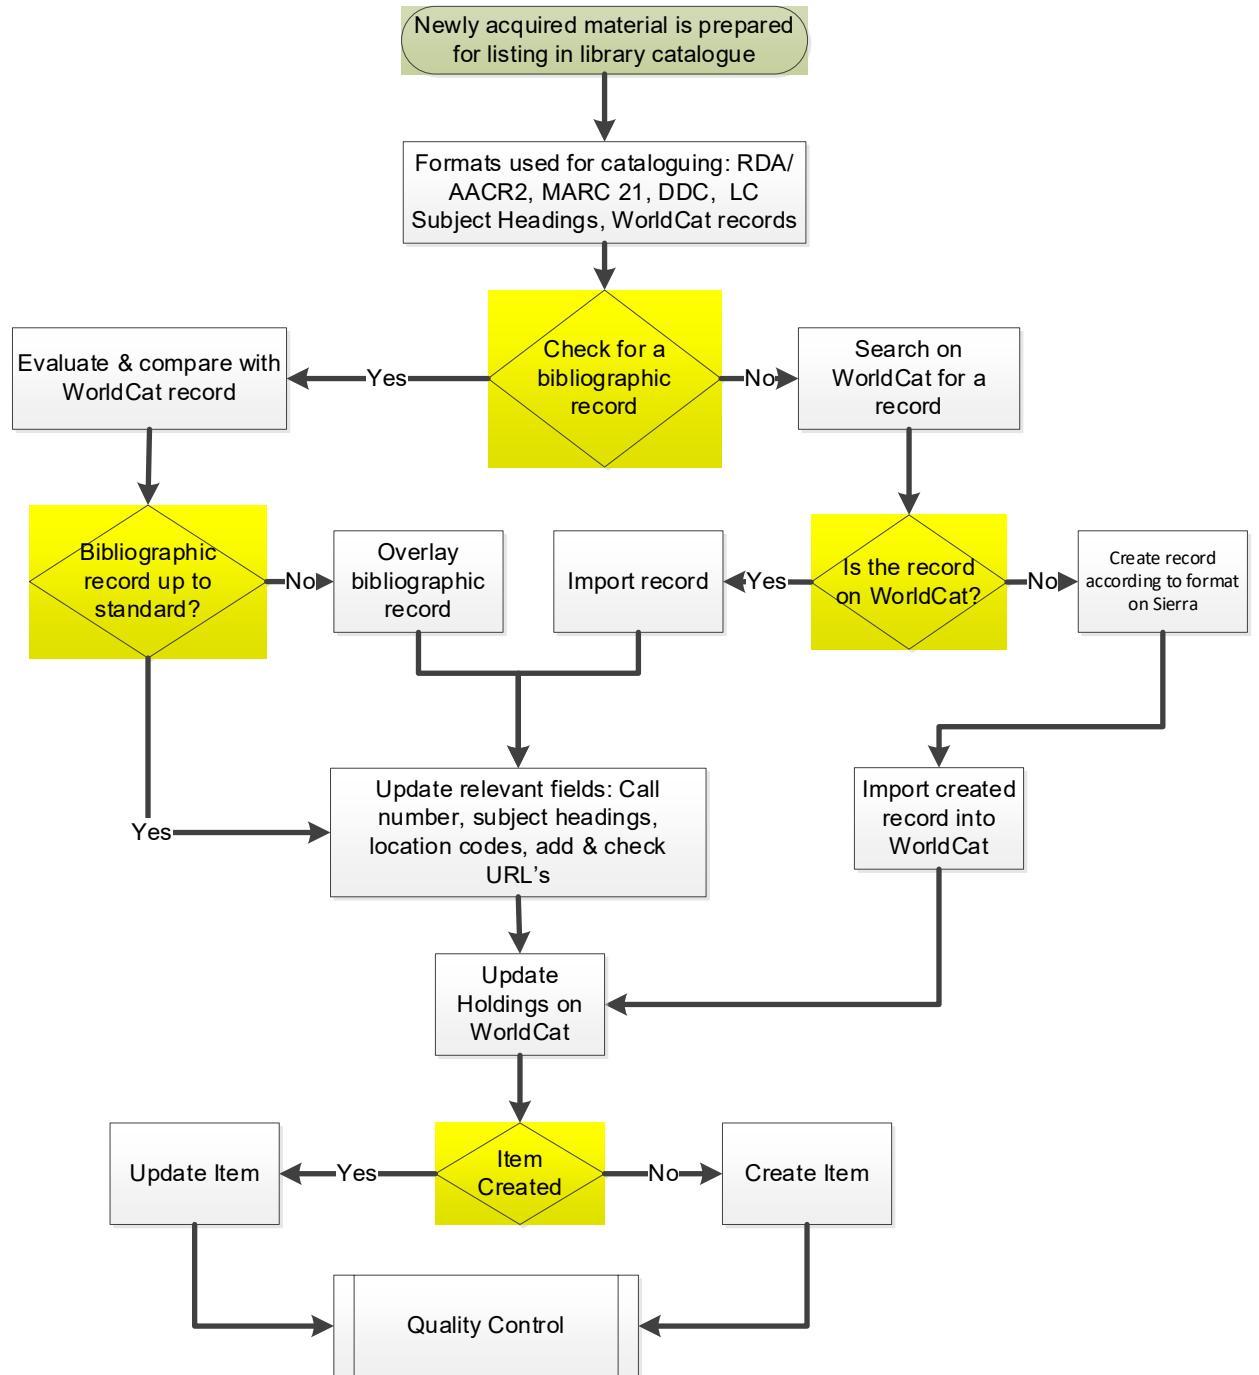 Newly acquired material is prepared
for listing in library catalogue
Formats used for cataloguing: RDA/
AACR2, MARC 21, DDC, LC
Subject Headings, WorldCat records
Check for a
bibliographic
record
Yes
No
Evaluate & compare with
WorldCat record
Search on
WorldCat for a
record
Bibliographic
record up to
standard?
No
Overlay
bibliographic
record
Import record
Yes
Is the record
on WorldCat?
No
Create record
according to format
on Sierra
Yes
Update relevant fields: Call
number, subject headings,
location codes, add & check
URL's
Import created
record into
WorldCat
Update
Holdings on
WorldCat
Update Item
Yes
Item
Created
No
Create Item
Quality Control